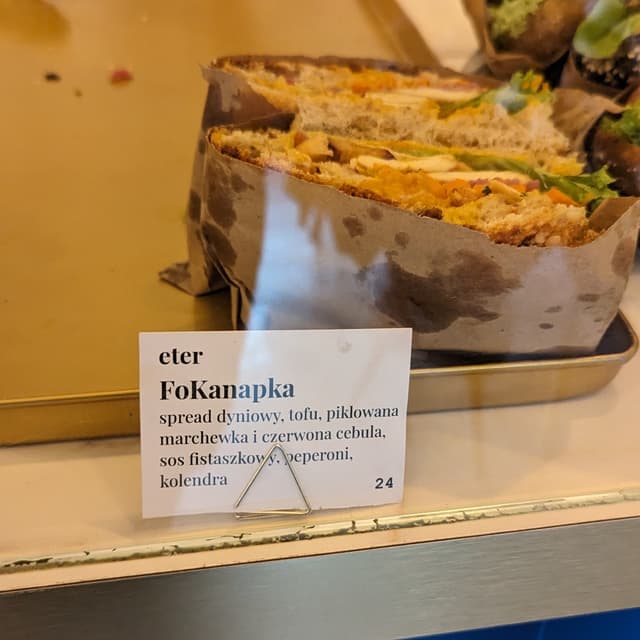 eter
FoKanapka
spread dyniowy, tofu, piklowana
marchewka i czerwona cebula,
sos fistaszkowy, peperoni,
kolendra
24